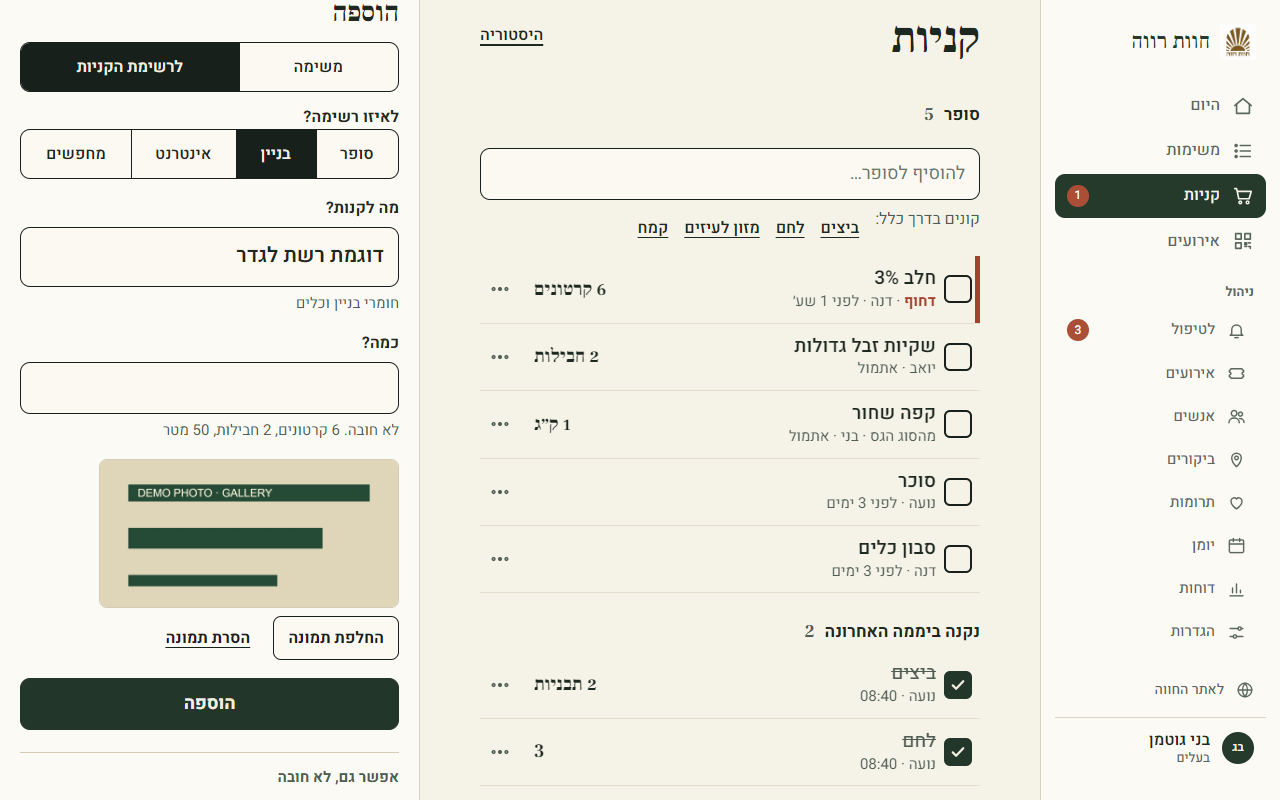 חוות רווה
היום
משימות
קניות 1
אירועים
ניהול
לטיפול 3
אירועים
אנשים
ביקורים
תרומות
יומן
דוחות
הגדרות
לאתר החווה
בג
בני גוטמן
בעלים
קניות
היסטוריה
סופר 5
להוסיף לסופר...
קונים בדרך כלל: ביצים לחם מזון לעיזים קמח
חלב 3%
6 קרטונים
דחוף · דנה · לפני 1 שע׳
שקיות זבל גדולות
2 חבילות
יואב · אתמול
קפה שחור
1 ק״ג
מהסוג הגס · בני · אתמול
סוכר
נועה · לפני 3 ימים
סבון כלים
דנה · לפני 3 ימים
נקנה ביממה האחרונה 2
ביצים
2 תבניות
נועה · 08:40
לחם
3
נועה · 08:40
הוספה
משימה
לרשימת הקניות
לאיזו רשימה?
סופר בניין אינטרנט מחפשים
מה לקנות?
דוגמת רשת לגדר
חומרי בניין וכלים
כמה?
לא חובה. 6 קרטונים, 2 חבילות, 50 מטר
DEMO PHOTO · GALLERY
החלפת תמונה
הסרת תמונה
הוספה
אפשר גם, לא חובה